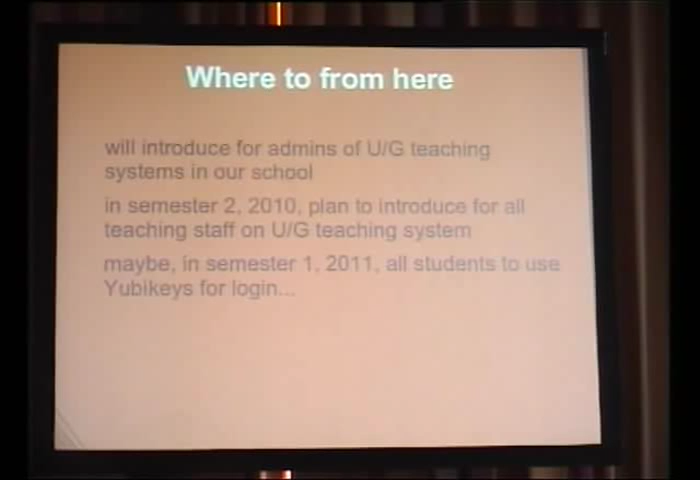 Where to from here
will introduce for admins of U/G teaching
systems in our school
in semester 2, 2010, plan to introduce for all
teaching staff on U/G teaching system
maybe, in semester 1, 2011, all students to use
Yubikeys for login...